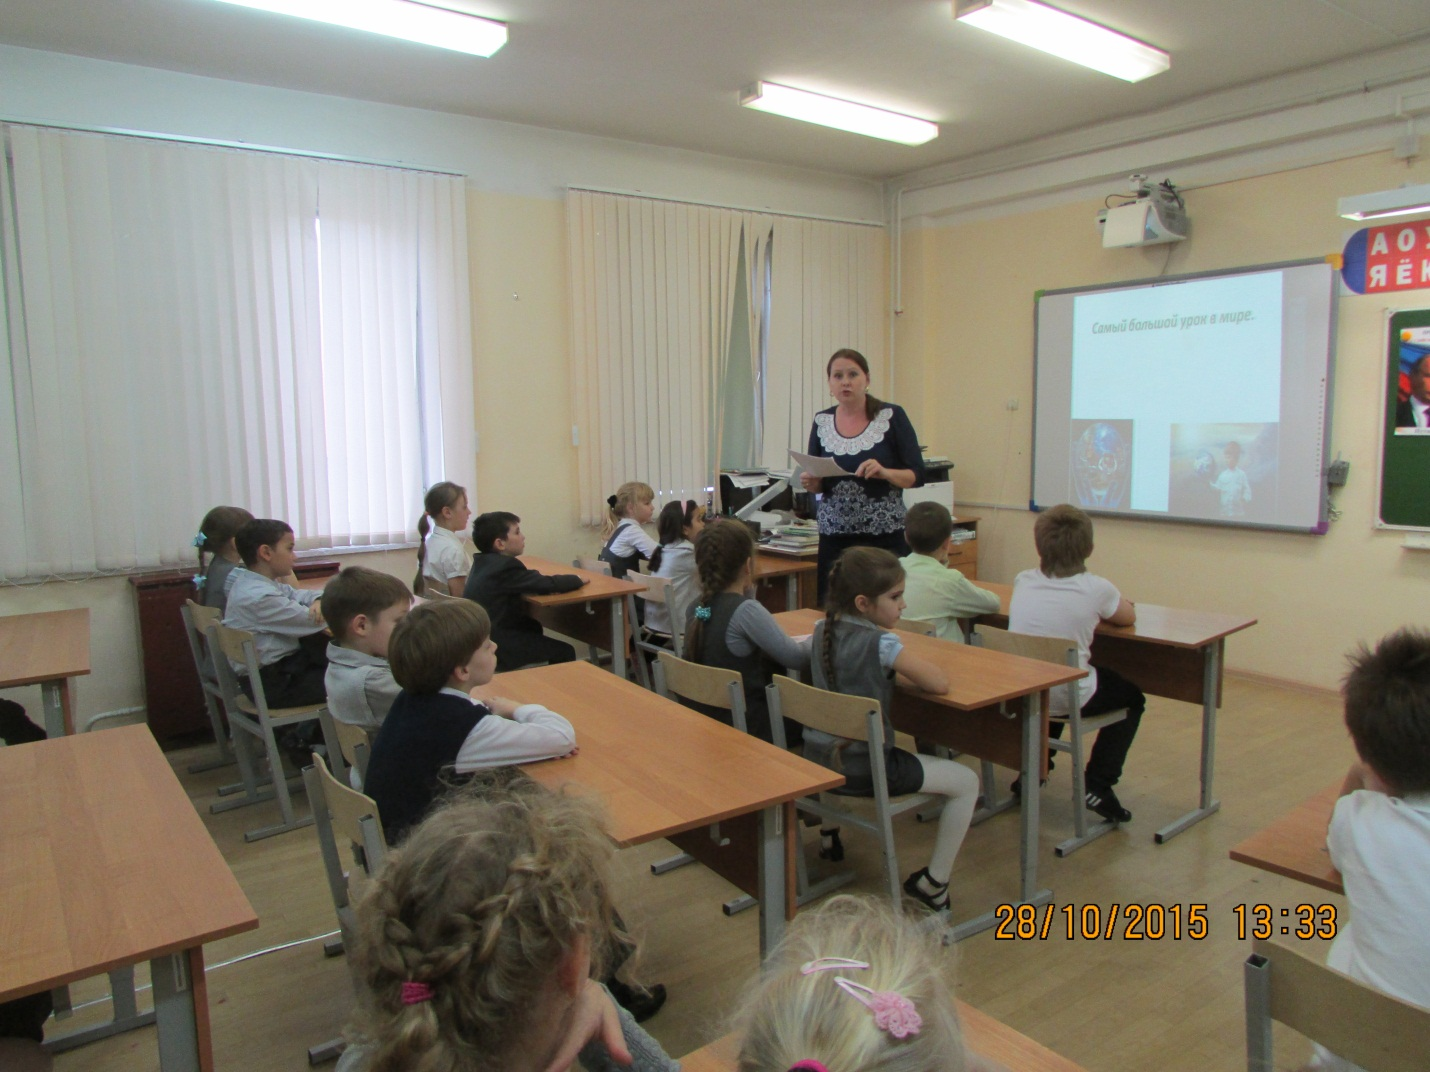 Самый большой урок в мире.
А О
Я Ё К
28/10/2015 13:33